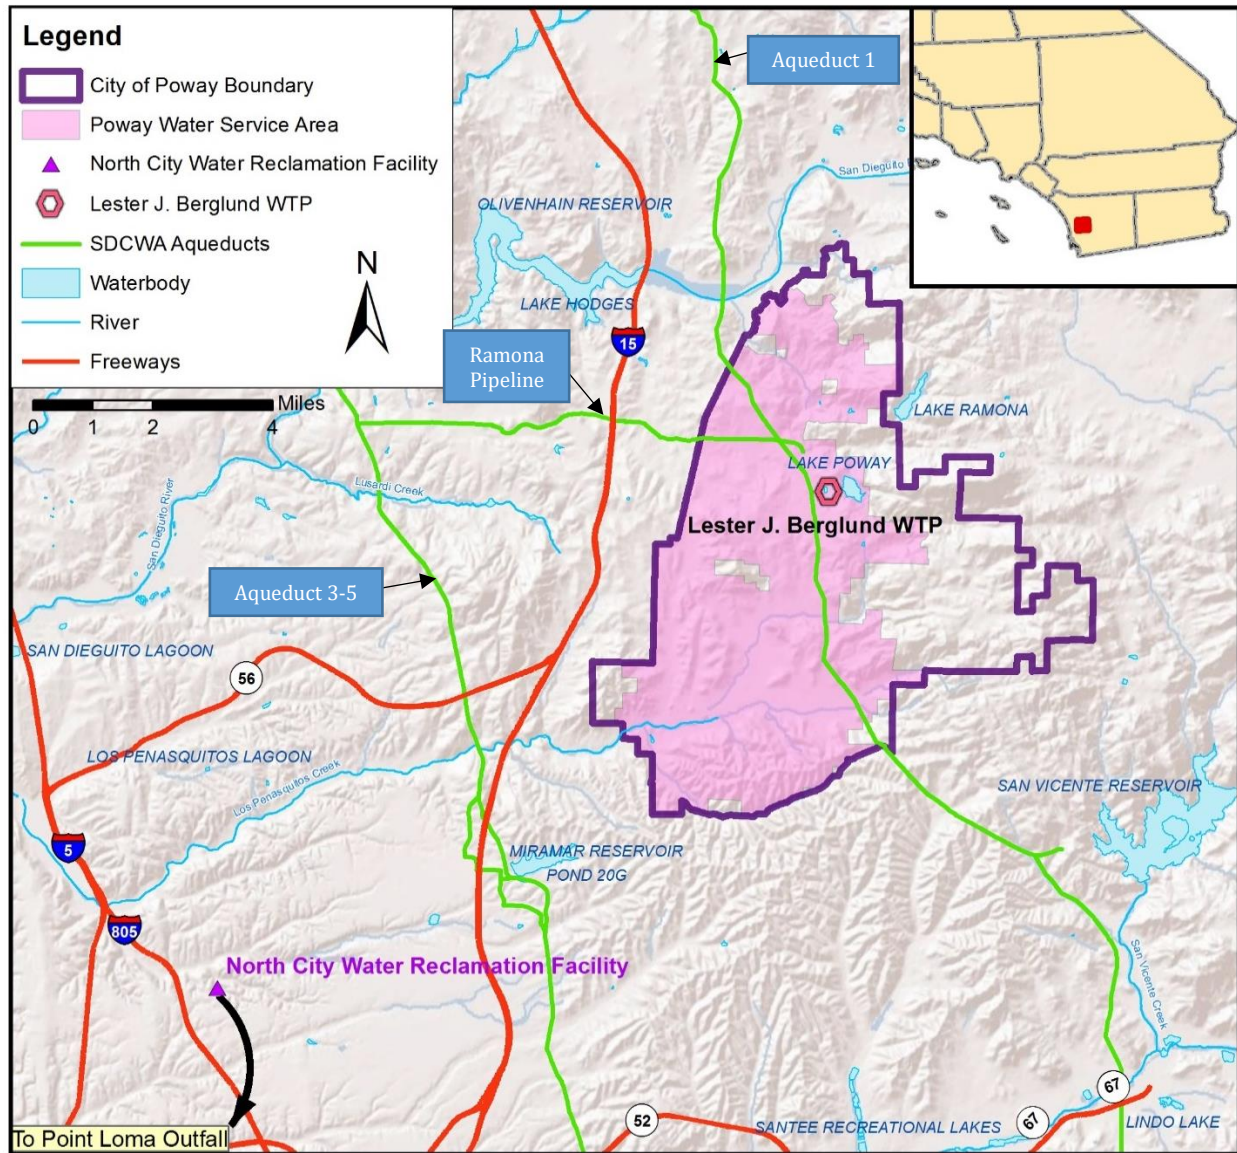 Legend
City of Poway Boundary
Poway Water Service Area
North City Water Reclamation Facility
Lester J. Berglund WTP
SDCWA Aqueducts
Waterbody
River
Freeways
N
Miles
0 1 2 4
Aqueduct 1
San Dieguito
OLIVENHAIN RESERVOIR
LAKE HODGES
15
Ramona
Pipeline
LAKE RAMONA
LAKE POWAY
Lester J. Berglund WTP
Lusardi Creek
San Dieguito River
Aqueduct 3-5
SAN DIEGUITO LAGOON
56
LOS PENASQUITOS LAGOON
Los Penasquitos Creek
SAN VICENTE RESERVOIR
5
MIRAMAR RESERVOIR
POND 20G
805
North City Water Reclamation Facility
San Vicente Creek
67
67
52
SANTEE RECREATIONAL LAKES
LINDO LAKE
To Point Loma Outfall